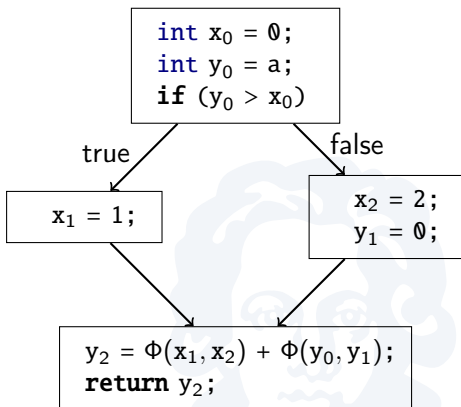 int x₀ = 0;
int y₀ = a;
if (y₀ > x₀)
true
false
x₁ = 1;
x₂ = 2;
y₁ = 0;
y₂ = Φ(x₁, x₂) + Φ(y₀, y₁);
return y₂;